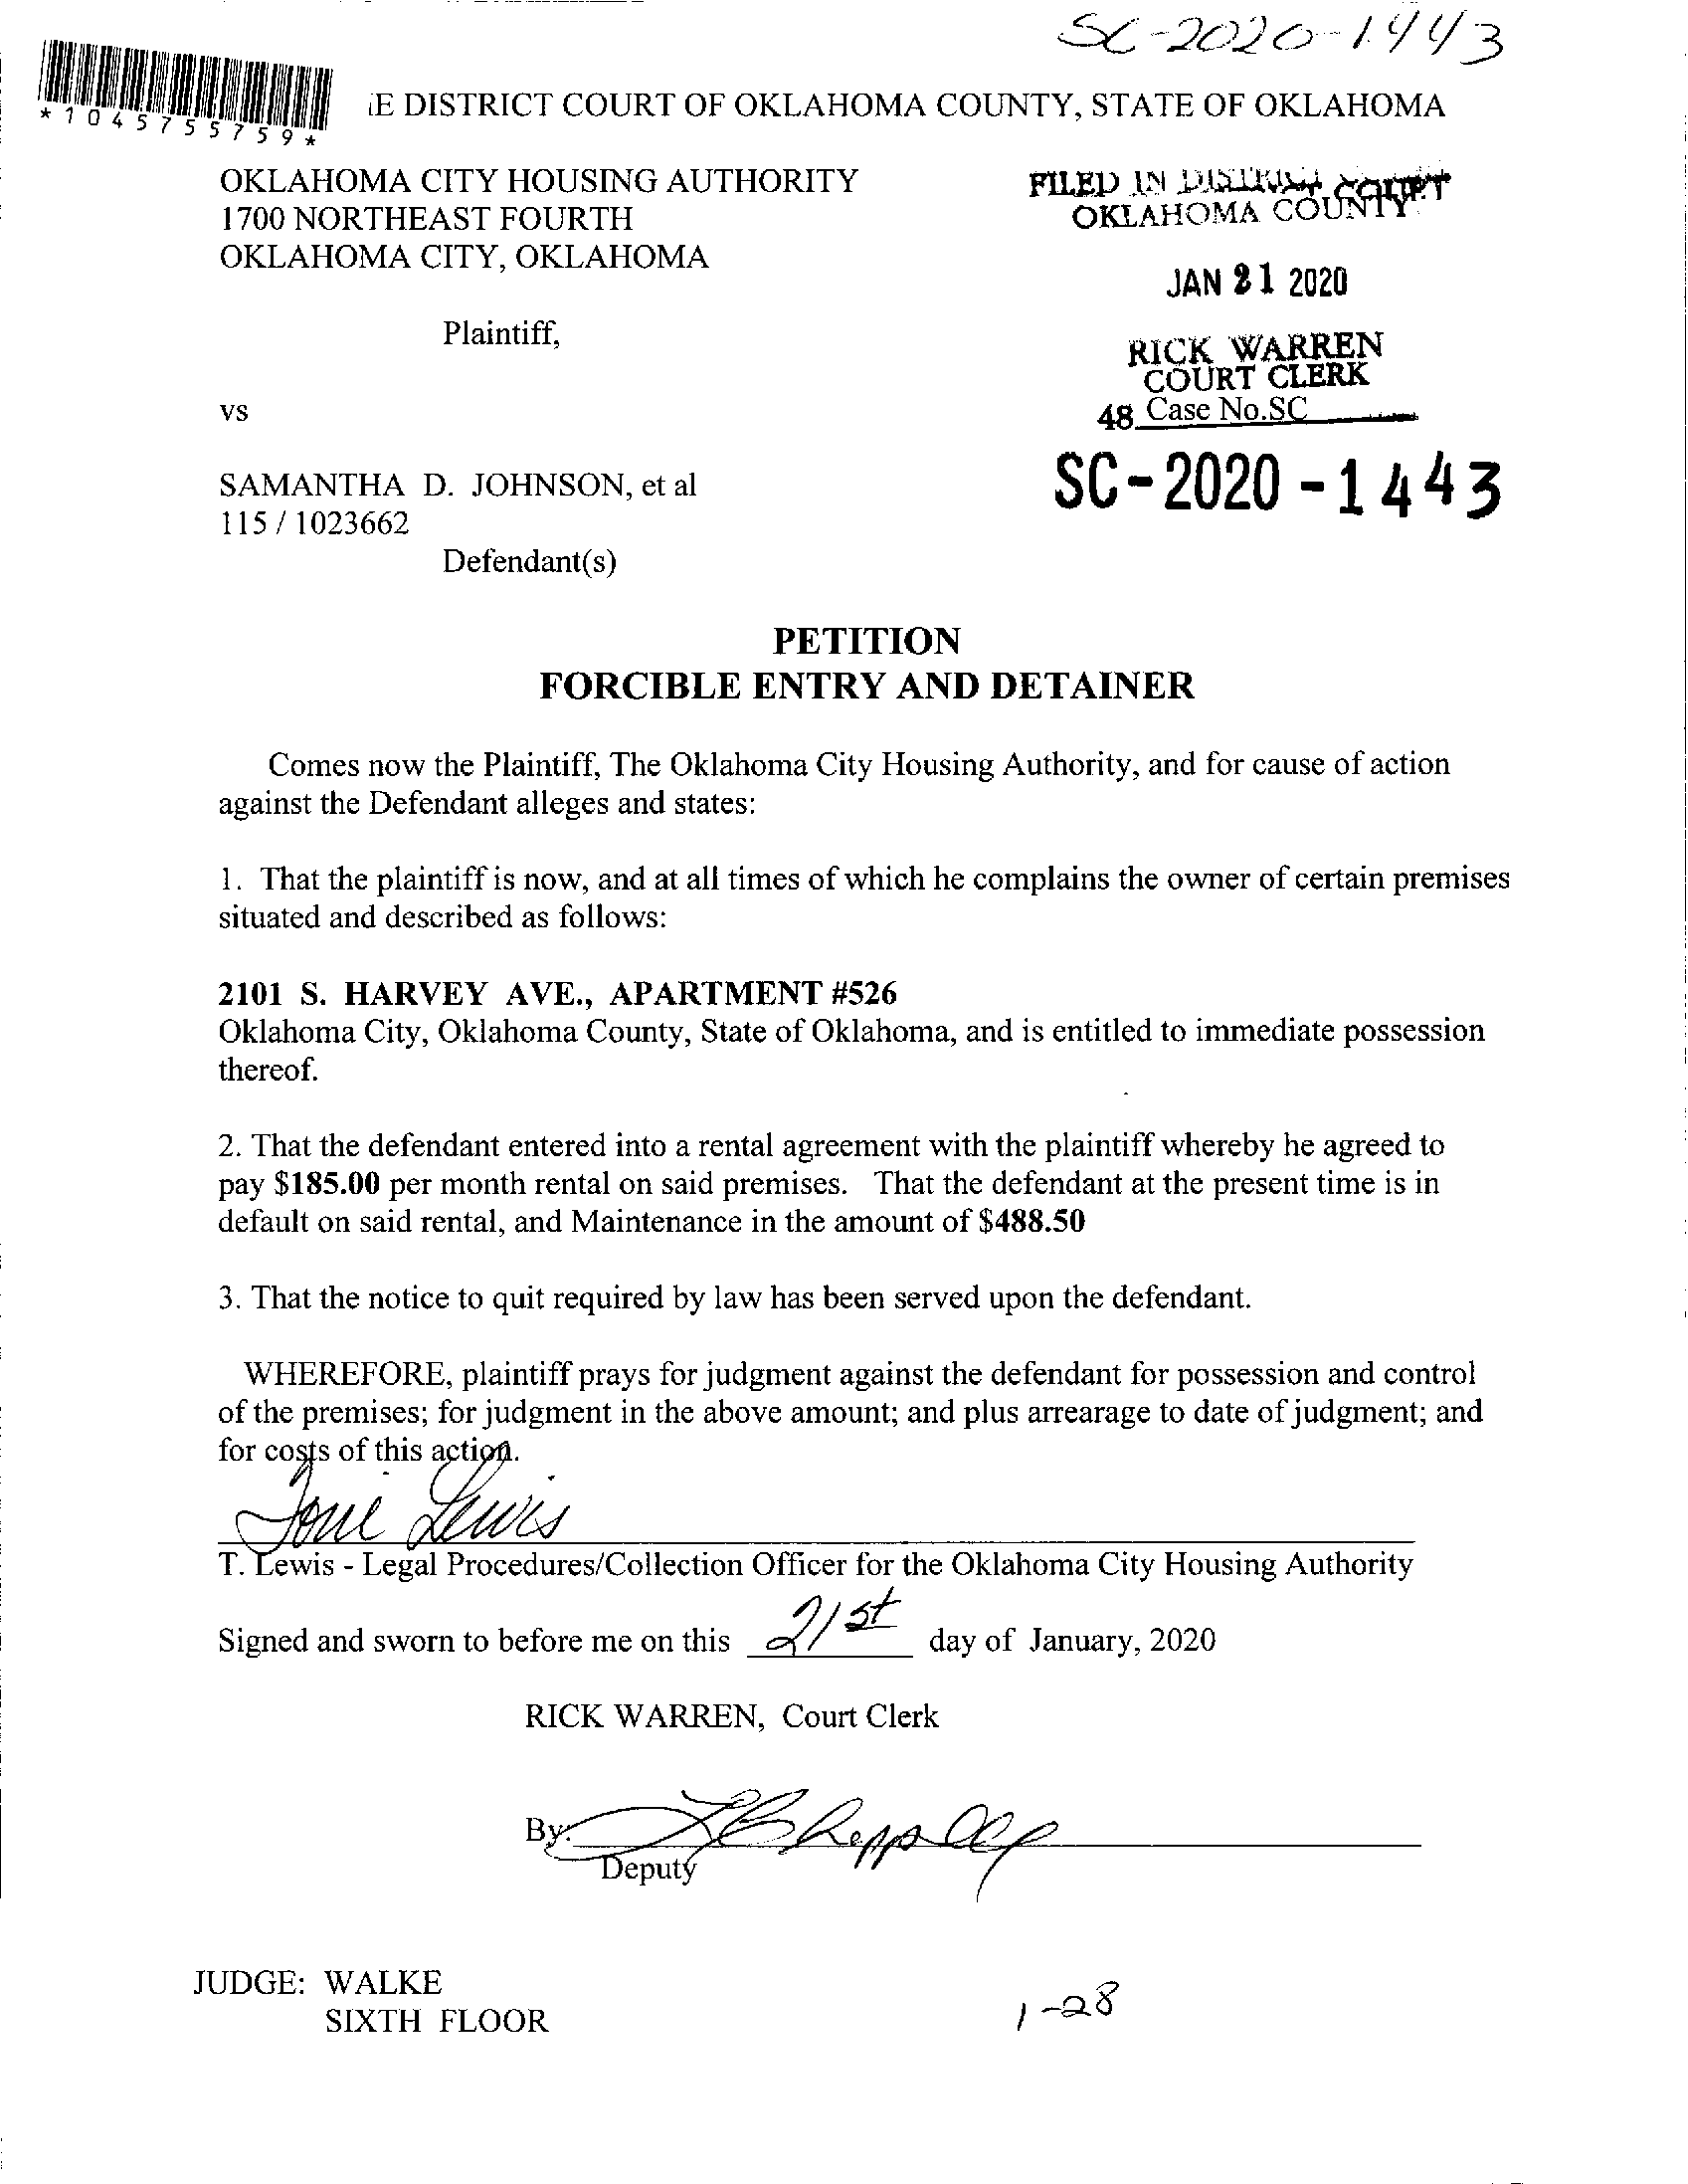 SC-2020-1443
*1045755759*
E DISTRICT COURT OF OKLAHOMA COUNTY, STATE OF OKLAHOMA
OKLAHOMA CITY HOUSING AUTHORITY
1700 NORTHEAST FOURTH
OKLAHOMA CITY, OKLAHOMA
FILED IN DISTRICT COURT
OKLAHOMA COUNTY
JAN 21 2020
Plaintiff,
RICK WARREN
COURT CLERK
vs
48 Case No.SC
SAMANTHA D. JOHNSON, et al
SC-2020-1443
115 / 1023662
Defendant(s)
PETITION
FORCIBLE ENTRY AND DETAINER
Comes now the Plaintiff, The Oklahoma City Housing Authority, and for cause of action
against the Defendant alleges and states:
1. That the plaintiff is now, and at all times of which he complains the owner of certain premises
situated and described as follows:
2101 S. HARVEY AVE., APARTMENT #526
Oklahoma City, Oklahoma County, State of Oklahoma, and is entitled to immediate possession
thereof.
2. That the defendant entered into a rental agreement with the plaintiff whereby he agreed to
pay $185.00 per month rental on said premises. That the defendant at the present time is in
default on said rental, and Maintenance in the amount of $488.50
3. That the notice to quit required by law has been served upon the defendant.
WHEREFORE, plaintiff prays for judgment against the defendant for possession and control
of the premises; for judgment in the above amount; and plus arrearage to date of judgment; and
for costs of this action.
Lewis
T. Lewis - Legal Procedures/Collection Officer for the Oklahoma City Housing Authority
Signed and sworn to before me on this 21st day of January, 2020
RICK WARREN, Court Clerk
By:
Deputy
JUDGE: WALKE
SIXTH FLOOR
1-28